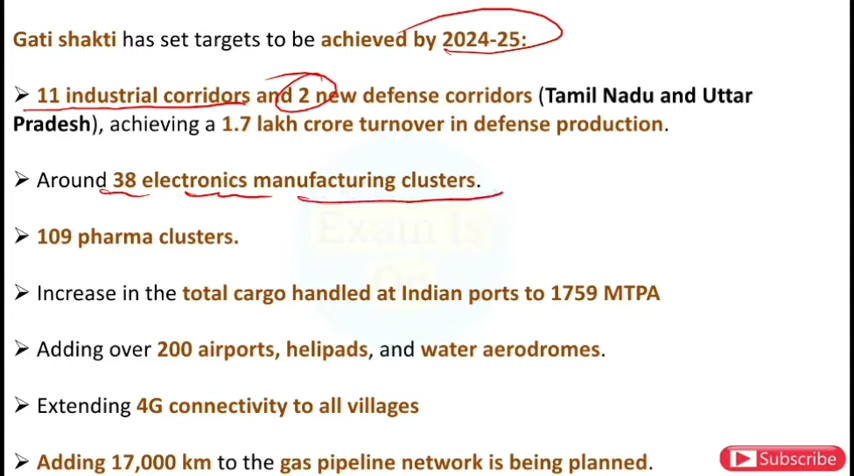 Gati shakti has set targets to be achieved by 2024-25:
➤ 11 industrial corridors and 2 new defense corridors (Tamil Nadu and Uttar
Pradesh), achieving a 1.7 lakh crore turnover in defense production.
➤ Around 38 electronics manufacturing clusters.
➤ 109 pharma clusters.
Exam Is
➤ Increase in the total cargo handled at Indian ports to 1759 MTPA
➤ Adding over 200 airports, helipads, and water aerodromes.
➤ Extending 4G connectivity to all villages
➤ Adding 17,000 km to the gas pipeline network is being planned.
Subscribe